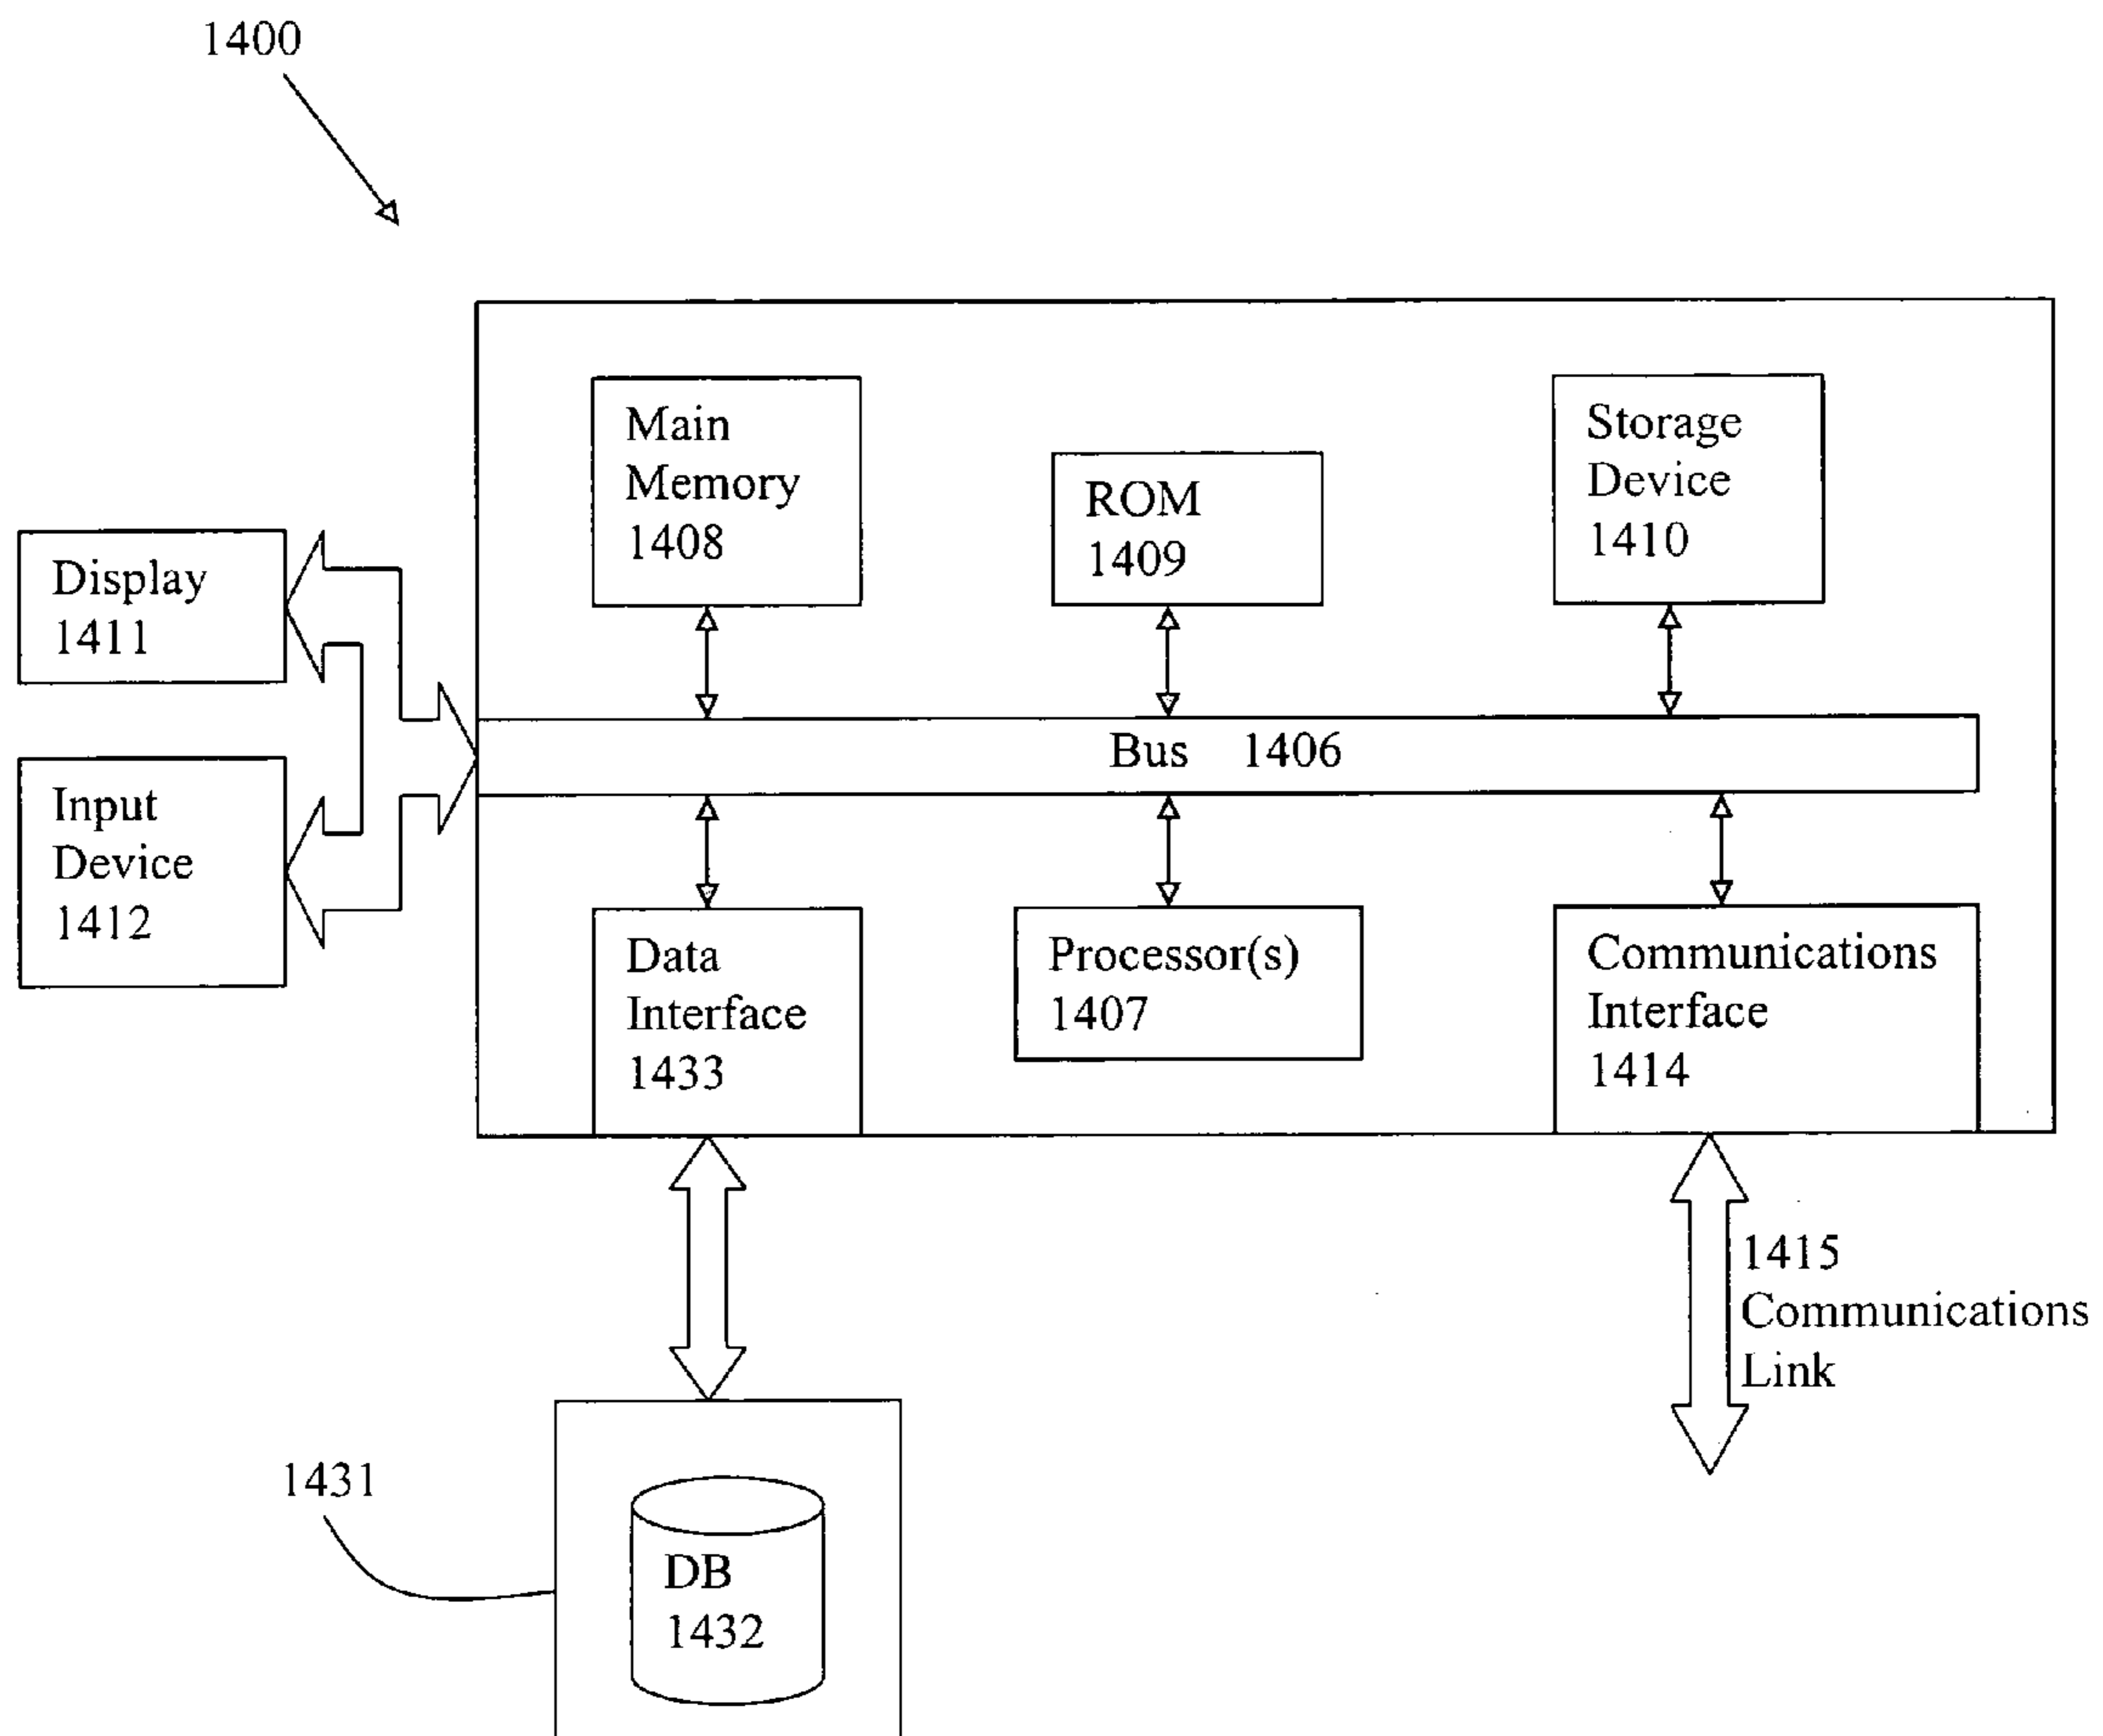 1400
Main
Memory
1408
ROM
1409
Storage
Device
1410
Display
1411
Bus 1406
Input
Device
1412
Data
Interface
1433
Processor(s)
1407
Communications
Interface
1414
1415
Communications
Link
1431
DB
1432